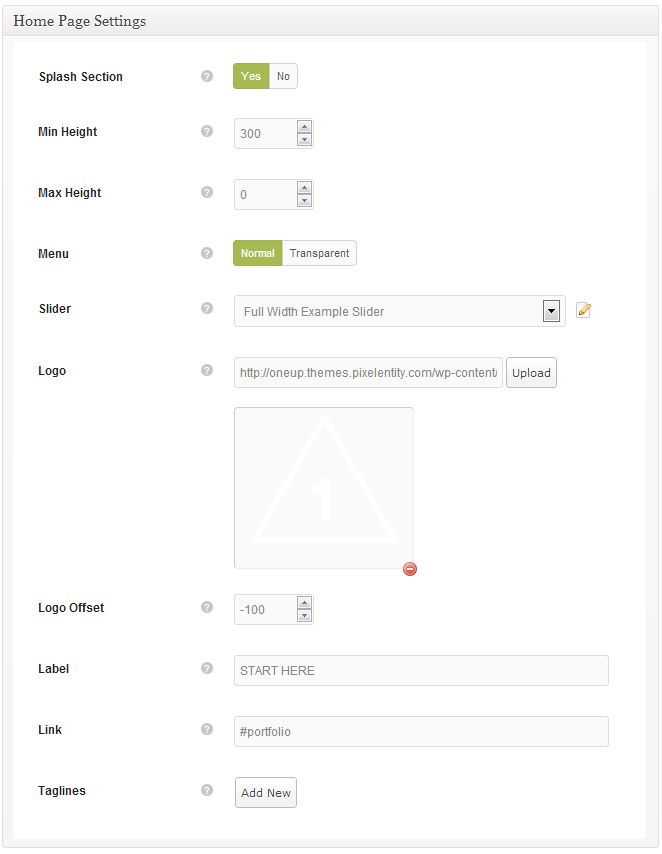 Home Page Settings
Splash Section ? Yes No
Min Height ? 300
Max Height ? 0
Menu ? Normal Transparent
Slider ? Full Width Example Slider
Logo ? http://oneup.themes.pixelentity.com/wp-content/ Upload
1
Logo Offset ? -100
Label ? START HERE
Link ? #portfolio
Taglines ? Add New